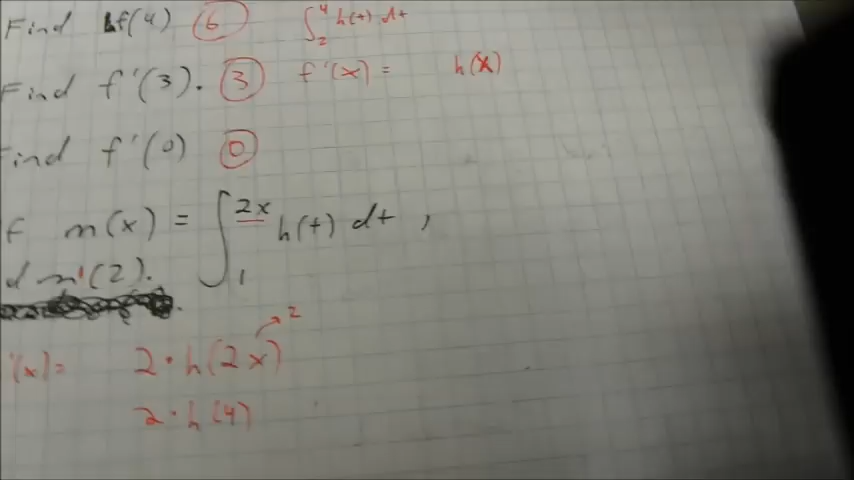 Find f(4) 6 ∫₂⁴ h(t) dt
Find f'(3). 3 f'(x) = h(x)
Find f'(0) 0
f m(x) = ∫₁^{2x} h(t) dt,
d m'(2).
'(x) = 2 · h(2x) → 2
2 · h(4)